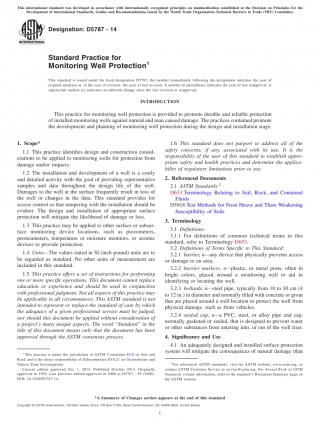 This international standard was developed in accordance with internationally recognized principles on standardization established in the Decision on Principles for the
Development of International Standards, Guides and Recommendations issued by the World Trade Organization Technical Barriers to Trade (TBT) Committee.
Designation: D5787 − 14
INTERNATIONAL
Standard Practice for
Monitoring Well Protection1
This standard is issued under the fixed designation D5787; the number immediately following the designation indicates the year of
original adoption or, in the case of revision, the year of last revision. A number in parentheses indicates the year of last reapproval. A
superscript epsilon (ε) indicates an editorial change since the last revision or reapproval.
INTRODUCTION
This practice for monitoring well protection is provided to promote durable and reliable protection
of installed monitoring wells against natural and man caused damage. The practices contained promote
the development and planning of monitoring well protection during the design and installation stage.
1. Scope*
1.1 This practice identifies design and construction consid-
erations to be applied to monitoring wells for protection from
damage and/or impacts.
1.2 The installation and development of a well is a costly
and detailed activity with the goal of providing representative
samples and data throughout the design life of the well.
Damages to the well at the surface frequently result in loss of
the well or changes in the data. This standard provides for
access control so that tampering with the installation should be
evident. The design and installation of appropriate surface
protection will mitigate the likelihood of damage or loss.
1.3 This practice may be applied to other surface or subsur-
face monitoring device locations, such as piezometers,
permeameters, temperature or moisture monitors, or seismic
devices to provide protection.
1.4 Units—The values stated in SI (inch-pound) units are to
be regarded as standard. No other units of measurement are
included in this standard.
1.5 This practice offers a set of instructions for performing
one or more specific operations. This document cannot replace
education or experience and should be used in conjunction
with professional judgment. Not all aspects of this practice may
be applicable in all circumstances. This ASTM standard is not
intended to represent or replace the standard of care by which
the adequacy of a given professional service must be judged,
nor should this document be applied without consideration of
a project's many unique aspects. The word "Standard" in the
title of this document means only that the document has been
approved through the ASTM consensus process.
1 This practice is under the jurisdiction of ASTM Committee D18 on Soil and
Rock and is the direct responsibility of Subcommittee D18.21 on Groundwater and
Vadose Zone Investigations.
Current edition approved Oct. 1, 2014. Published October 2014. Originally
approved in 1995. Last previous edition approved in 2009 as D5787 – 95 (2009).
DOI: 10.1520/D5787-14.
1.6 This standard does not purport to address all of the
safety concerns, if any, associated with its use. It is the
responsibility of the user of this standard to establish appro-
priate safety and health practices and determine the applica-
bility of regulatory limitations prior to use.
2. Referenced Documents
2.1 ASTM Standards:2
D653 Terminology Relating to Soil, Rock, and Contained
Fluids
D5918 Test Methods for Frost Heave and Thaw Weakening
Susceptibility of Soils
3. Terminology
3.1 Definitions:
3.1.1 For definitions of common technical terms in this
standard, refer to Terminology D653.
3.2 Definitions of Terms Specific to This Standard:
3.2.1 barrier, n—any device that physically prevents access
or damage to an area.
3.2.2 barrier markers, n—plastic, or metal posts, often in
bright colors, placed around a monitoring well to aid in
identifying or locating the well.
3.2.3 bollards, n—steel pipe, typically from 10 to 30 cm (4
to 12 in.) in diameter and normally filled with concrete or grout
that are placed around a well location to protect the well from
physical damage, such as from vehicles.
3.2.4 sealed cap, n—a PVC, steel, or alloy pipe end cap,
normally gasketed or sealed, that is designed to prevent water
or other substances from entering into, or out of the well riser.
4. Significance and Use
4.1 An adequately designed and installed surface protection
system will mitigate the consequences of natural damage (that
2 For referenced ASTM standards, visit the ASTM website, www.astm.org, or
contact ASTM Customer Service at service@astm.org. For Annual Book of ASTM
Standards volume information, refer to the standard's Document Summary page on
the ASTM website.
*A Summary of Changes section appears at the end of this standard
Copyright © ASTM International, 100 Barr Harbor Drive, PO Box C700, West Conshohocken, PA 19428-2959. United States
1